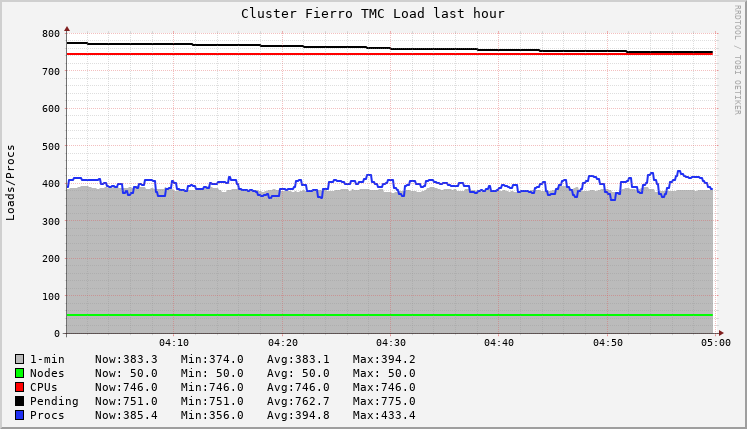 Cluster Fierro TMC Load last hour
RRDTOOL / TOBI OETIKER
Loads/Procs
800
700
600
500
400
300
200
100
0
04:10 04:20 04:30 04:40 04:50 05:00
1-min Now:383.3 Min:374.0 Avg:383.1 Max:394.2
Nodes Now: 50.0 Min: 50.0 Avg: 50.0 Max: 50.0
CPUs Now:746.0 Min:746.0 Avg:746.0 Max:746.0
Pending Now:751.0 Min:751.0 Avg:762.7 Max:775.0
Procs Now:385.4 Min:356.0 Avg:394.8 Max:433.4